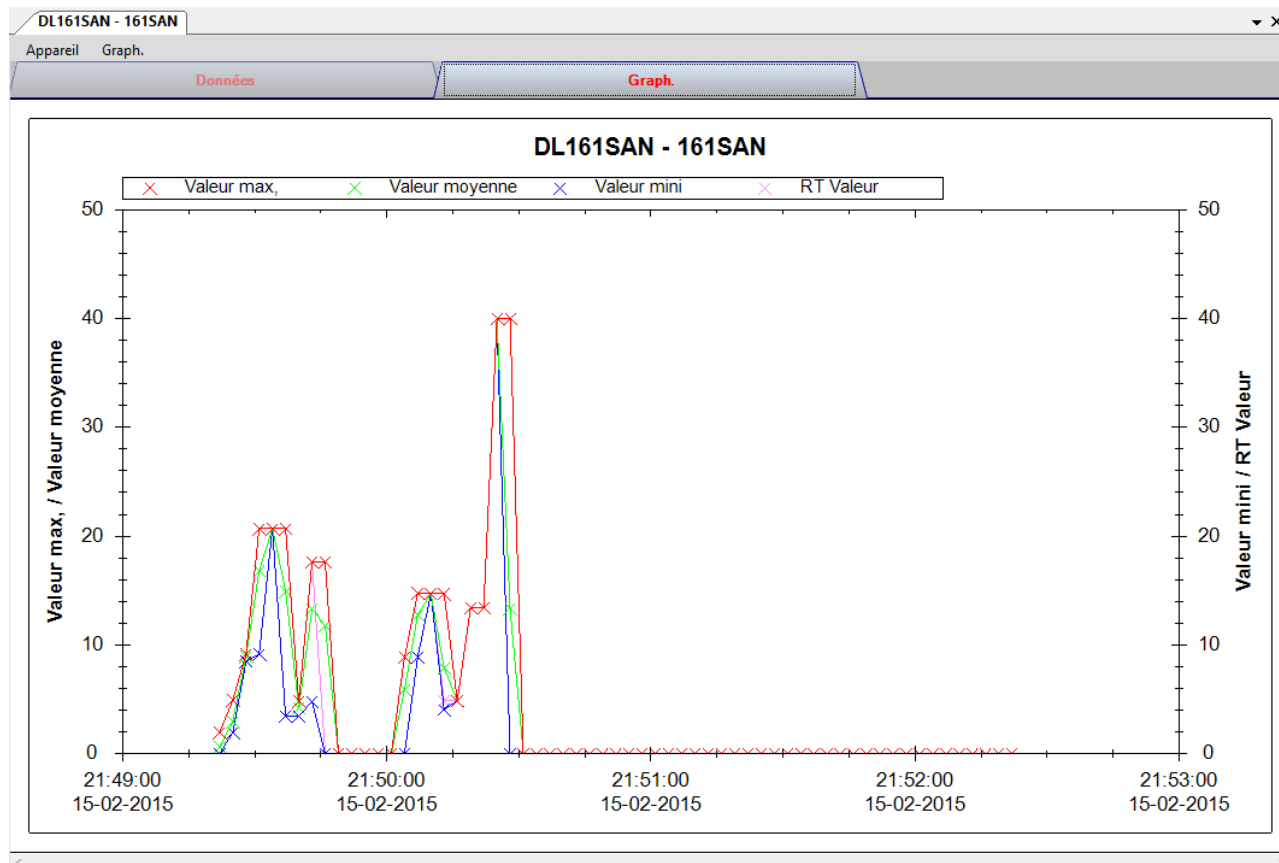 DL161SAN - 161SAN
Appareil Graph.
Données Graph.
DL161SAN - 161SAN
Valeur max, Valeur moyenne Valeur mini RT Valeur
Valeur max, / Valeur moyenne
50 50
40 40
30 30
20 20
10 10
0 0
Valeur mini / RT Valeur
21:49:00 21:50:00 21:51:00 21:52:00 21:53:00
15-02-2015 15-02-2015 15-02-2015 15-02-2015 15-02-2015